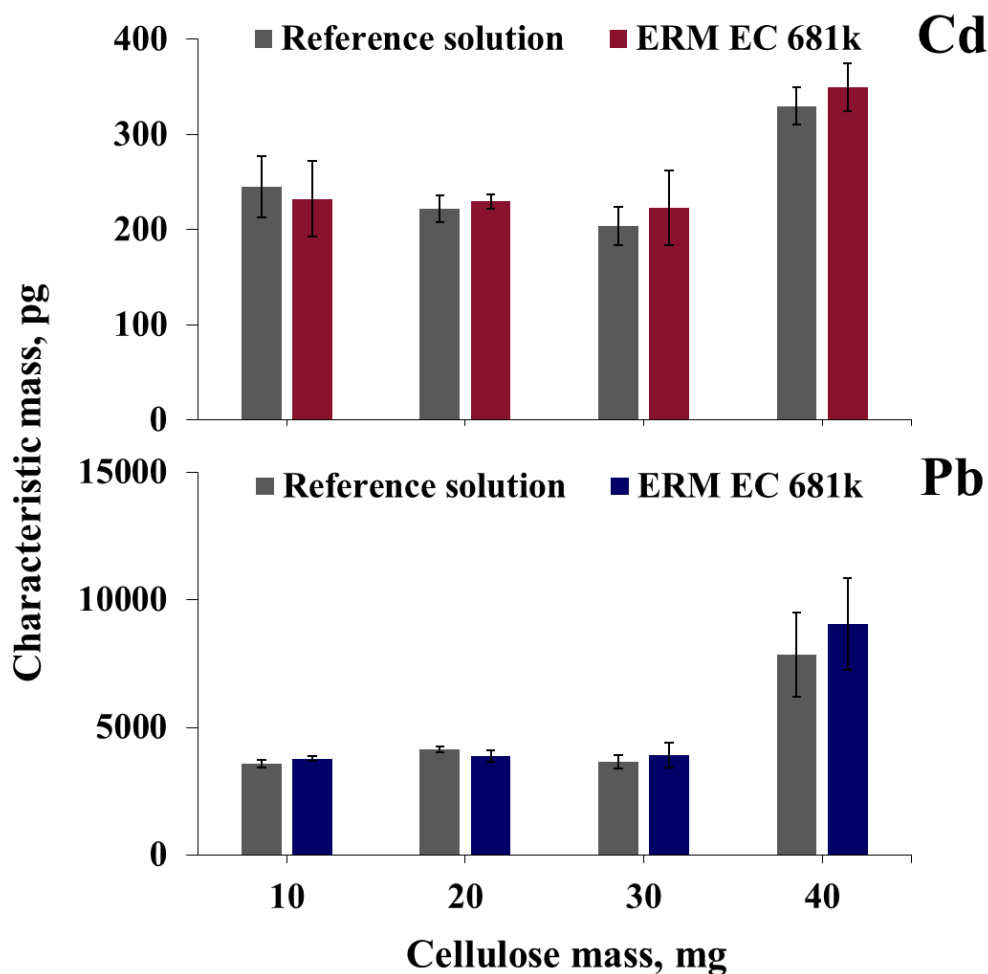 Characteristic mass, pg
Reference solution ERM EC 681k Cd
400
300
200
100
0
Reference solution ERM EC 681k Pb
15000
10000
5000
0
10 20 30 40
Cellulose mass, mg